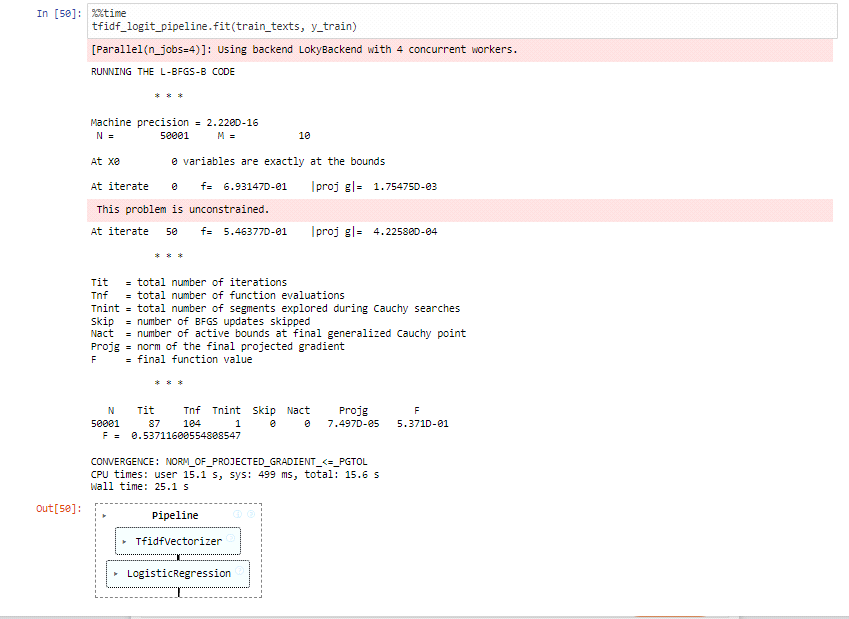 In [50]: %%time
tfidf_logit_pipeline.fit(train_texts, y_train)
[Parallel(n_jobs=4)]: Using backend LokyBackend with 4 concurrent workers.
RUNNING THE L-BFGS-B CODE
* * *
Machine precision = 2.220D-16
N = 50001 M = 10
At X0 0 variables are exactly at the bounds
At iterate 0 f= 6.93147D-01 |proj g|= 1.75475D-03
This problem is unconstrained.
At iterate 50 f= 5.46377D-01 |proj g|= 4.22580D-04
* * *
Tit = total number of iterations
Tnf = total number of function evaluations
Tnint = total number of segments explored during Cauchy searches
Skip = number of BFGS updates skipped
Nact = number of active bounds at final generalized Cauchy point
Projg = norm of the final projected gradient
F = final function value
* * *
N Tit Tnf Tnint Skip Nact Projg F
50001 87 104 1 0 0 7.497D-05 5.371D-01
F = 0.53711600554808547
CONVERGENCE: NORM_OF_PROJECTED_GRADIENT_<=_PGTOL
CPU times: user 15.1 s, sys: 499 ms, total: 15.6 s
Wall time: 25.1 s
Out[50]:
Pipeline
TfidfVectorizer
LogisticRegression